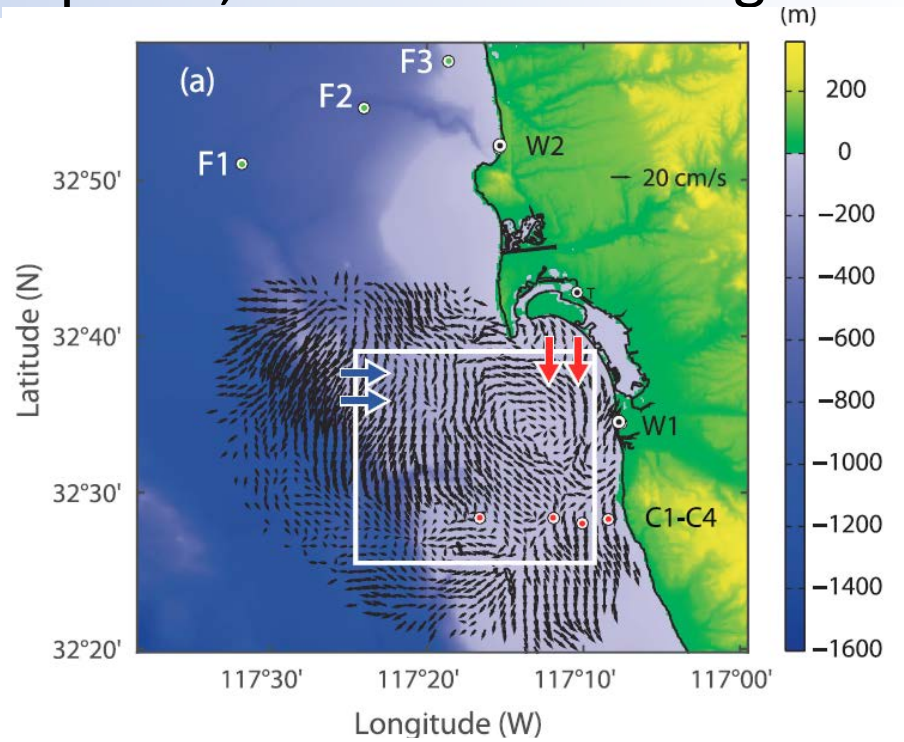 (m)
(a)
F3
F2
F1
W2
20 cm/s
T
W1
C1-C4
200
0
−200
−400
−600
−800
−1000
−1200
−1400
−1600
32°50'
32°40'
32°30'
32°20'
Latitude (N)
117°30'
117°20'
117°10'
117°00'
Longitude (W)